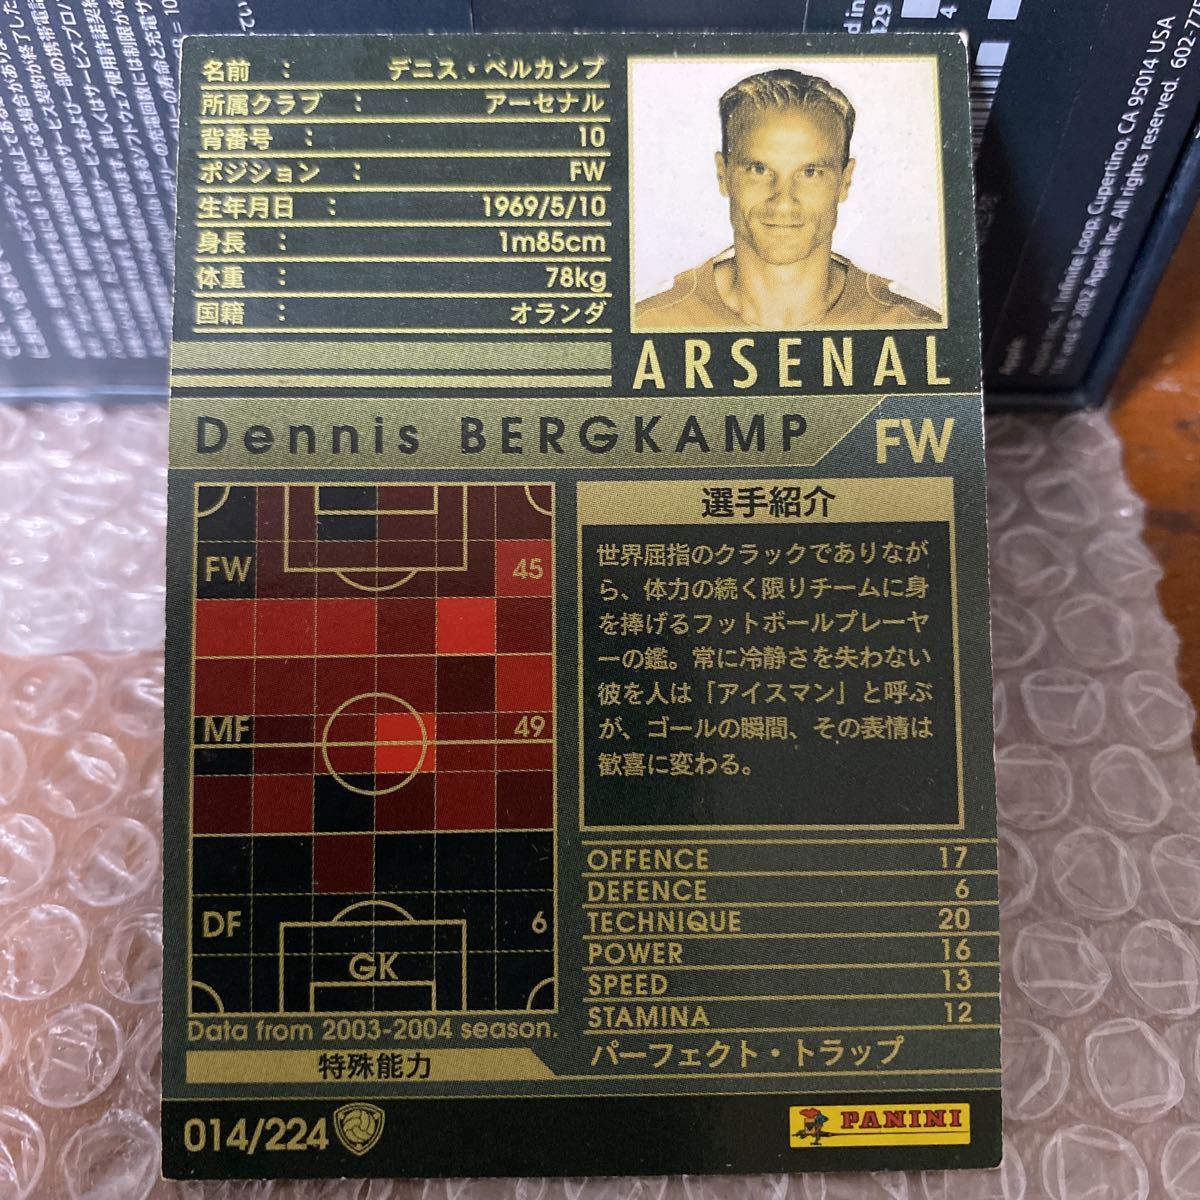 名前 : デニス・ベルカンプ
所属クラブ : アーセナル
背番号 : 10
ポジション : FW
生年月日 : 1969/5/10
身長 : 1m85cm
体重 : 78kg
国籍 : オランダ
ARSENAL
Dennis BERGKAMP
FW
FW 45
MF 49
DF 6
GK
Data from 2003-2004 season.
選手紹介
世界屈指のクラックでありなが
ら、体力の続く限りチームに身
を捧げるフットボールプレーヤ
ーの鑑。常に冷静さを失わない
彼を人は「アイスマン」と呼ぶ
が、ゴールの瞬間、その表情は
歓喜に変わる。
OFFENCE 17
DEFENCE 6
TECHNIQUE 20
POWER 16
SPEED 13
STAMINA 12
特殊能力
パーフェクト・トラップ
014/224
PANINI
Infinite Loop, Cupertino, CA 95014 USA
2012 Apple Inc. All rights reserved. 602-775